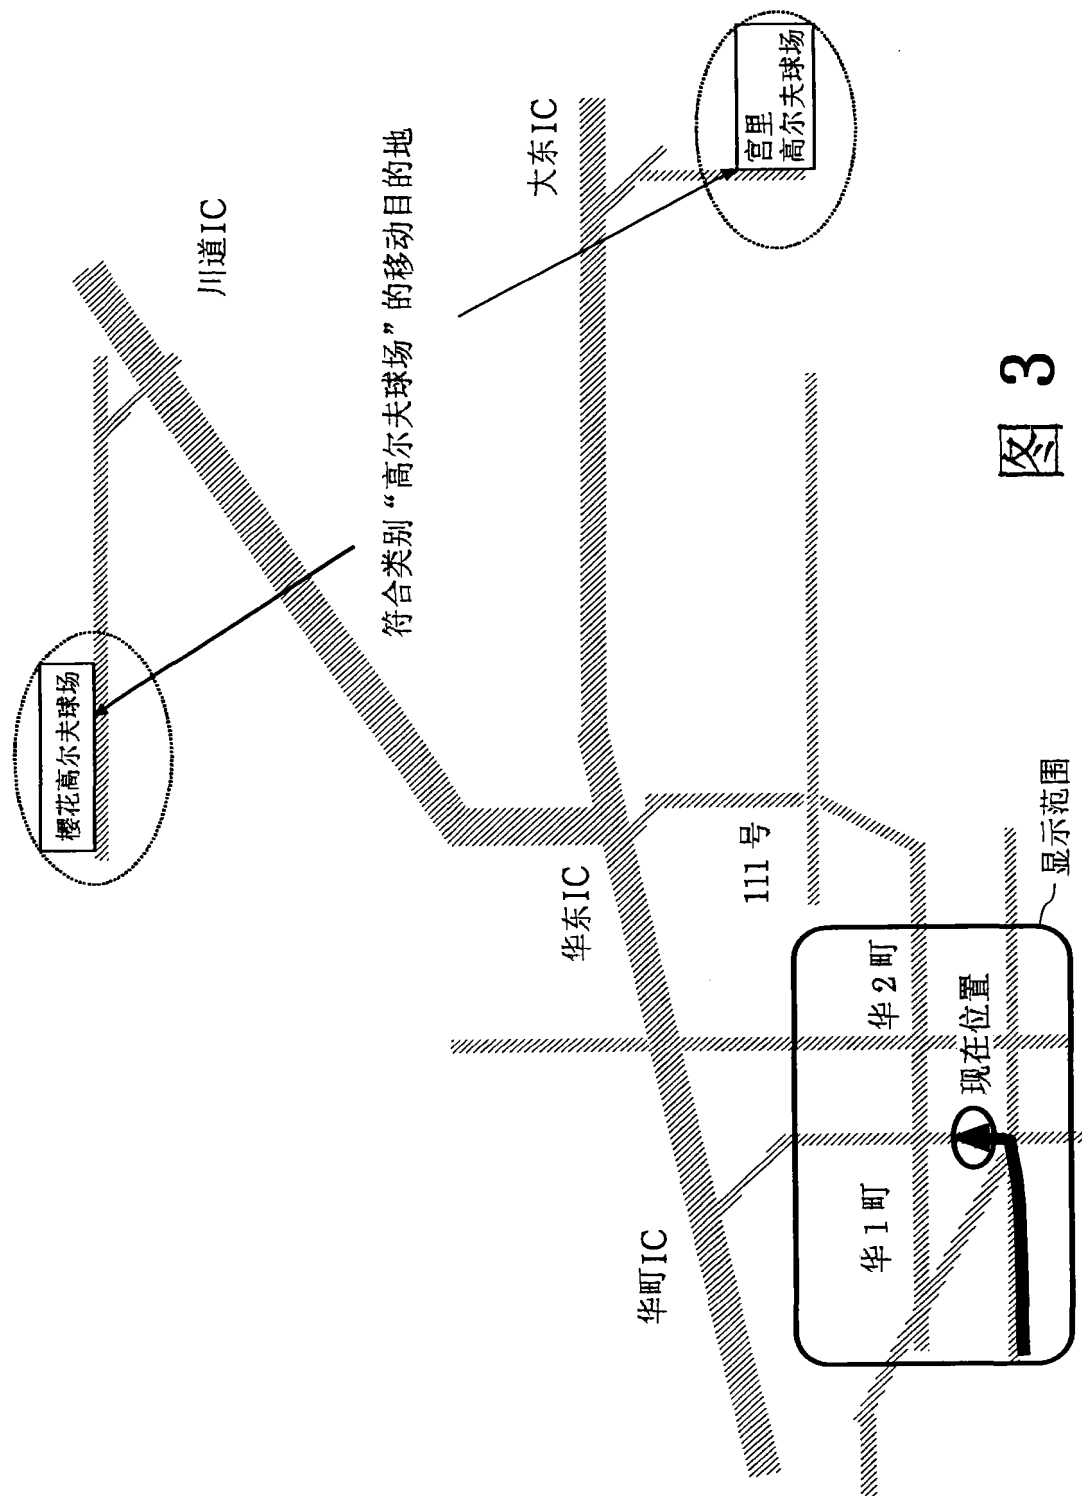 樱花高尔夫球场
川道IC
符合类别“高尔夫球场”的移动目的地
大东IC
宫里
高尔夫球场
华东IC
111号
华町IC
华1町
华2町
现在位置
显示范围
图 3